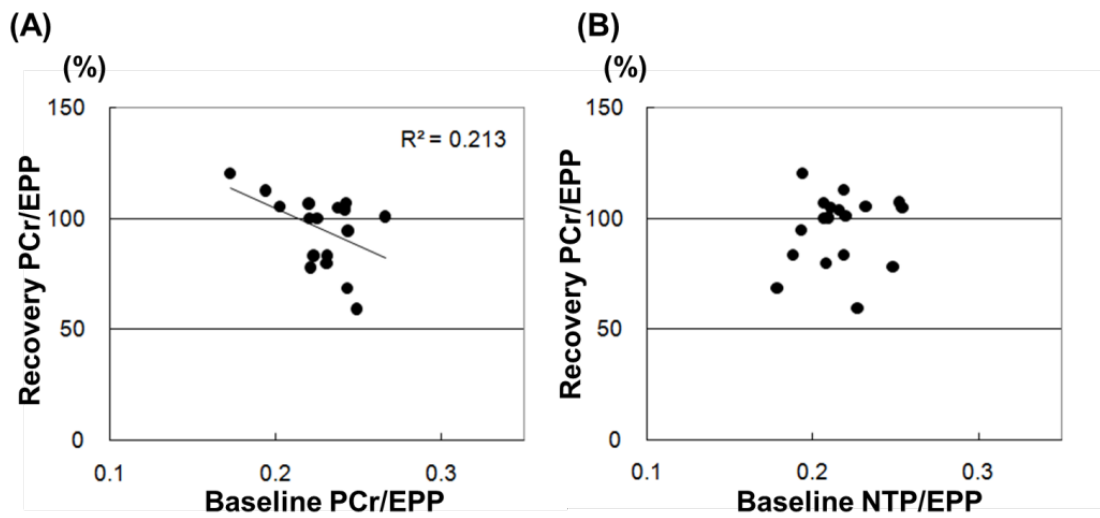 (A)
(%)
Recovery PCr/EPP
150
100
50
0
R² = 0.213
0.1
0.2
0.3
Baseline PCr/EPP
(B)
(%)
Recovery PCr/EPP
150
100
50
0
0.1
0.2
0.3
Baseline NTP/EPP